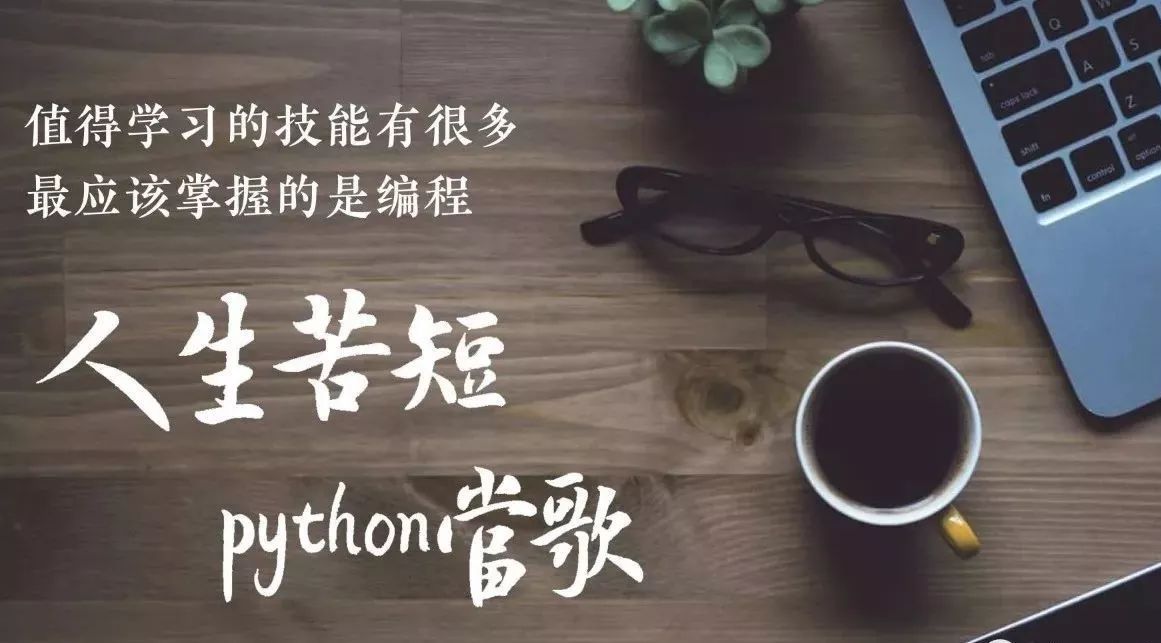 值得学习的技能有很多
最应该掌握的是编程
人生苦短
python當歌
Q
W
tab
A
S
caps lock
Z
shift
fn
control
option